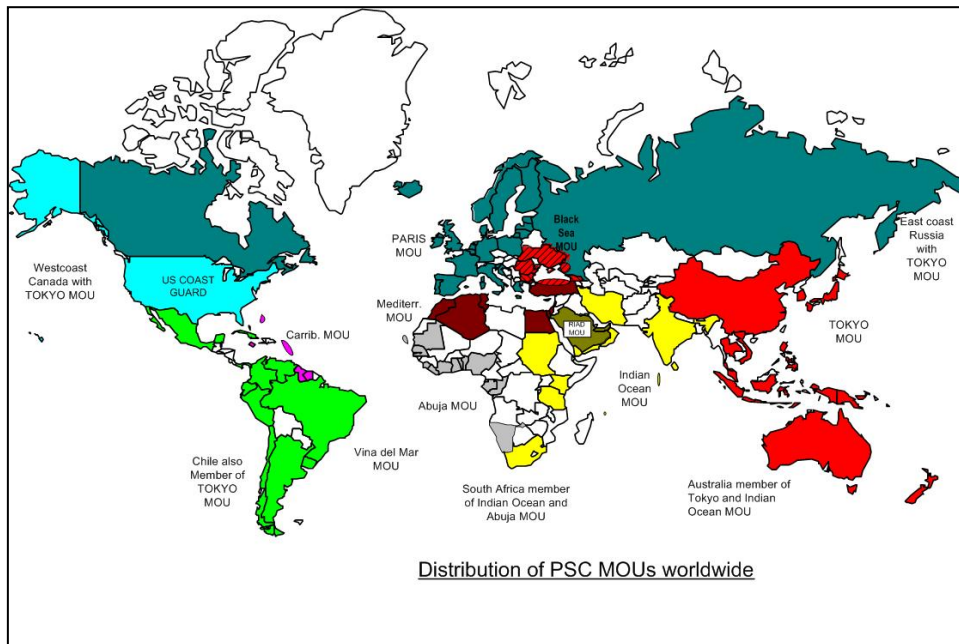 Westcoast
Canada with
TOKYO MOU
US COAST
GUARD
Carrib. MOU
Chile also
Member of
TOKYO
MOU
Vina del Mar
MOU
PARIS
MOU
Black
Sea
MOU
Mediterr.
MOU
RIAD
MOU
Abuja MOU
Indian
Ocean
MOU
South Africa member
of Indian Ocean and
Abuja MOU
East coast
Russia
with
TOKYO
MOU
TOKYO
MOU
Australia member of
Tokyo and Indian
Ocean MOU
Distribution of PSC MOUs worldwide